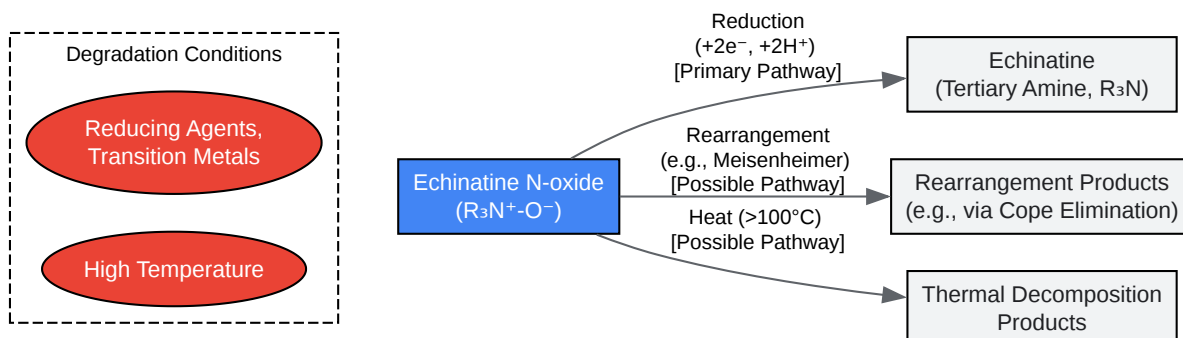 Degradation Conditions
Reducing Agents,
Transition Metals
High Temperature
Echinatine N-oxide
(R₃N⁺-O⁻)
Reduction
(+2e⁻, +2H⁺)
[Primary Pathway]
Rearrangement
(e.g., Meisenheimer)
[Possible Pathway]
Heat (>100°C)
[Possible Pathway]
Echinatine
(Tertiary Amine, R₃N)
Rearrangement Products
(e.g., via Cope Elimination)
Thermal Decomposition
Products